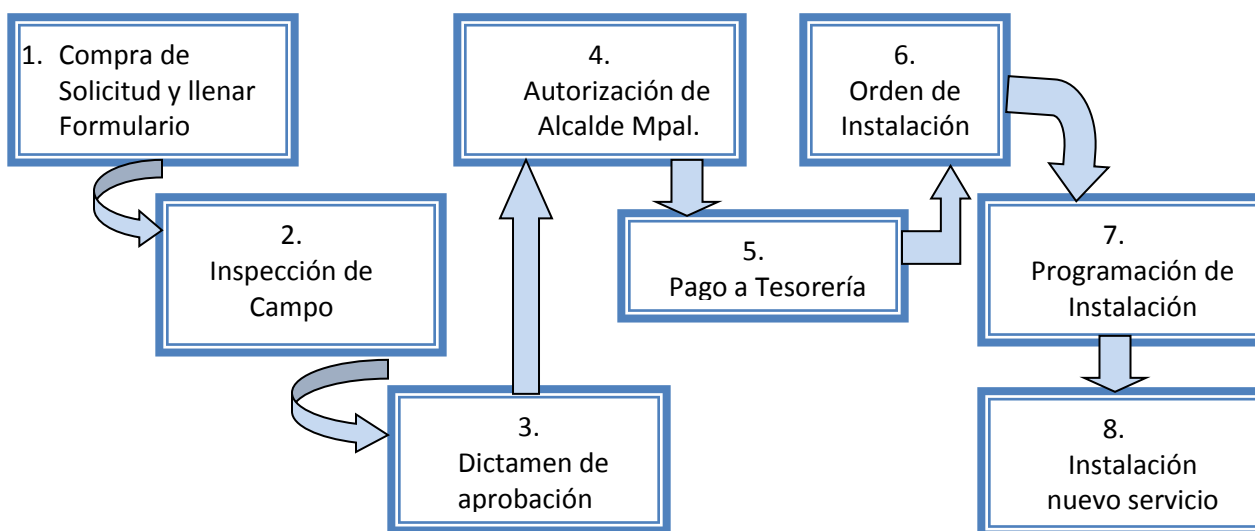 1. Compra de
Solicitud y llenar
Formulario
2.
Inspección de
Campo
3.
Dictamen de
aprobación
4.
Autorización de
Alcalde Mpal.
5.
Pago a Tesorería
6.
Orden de
Instalación
7.
Programación de
Instalación
8.
Instalación
nuevo servicio